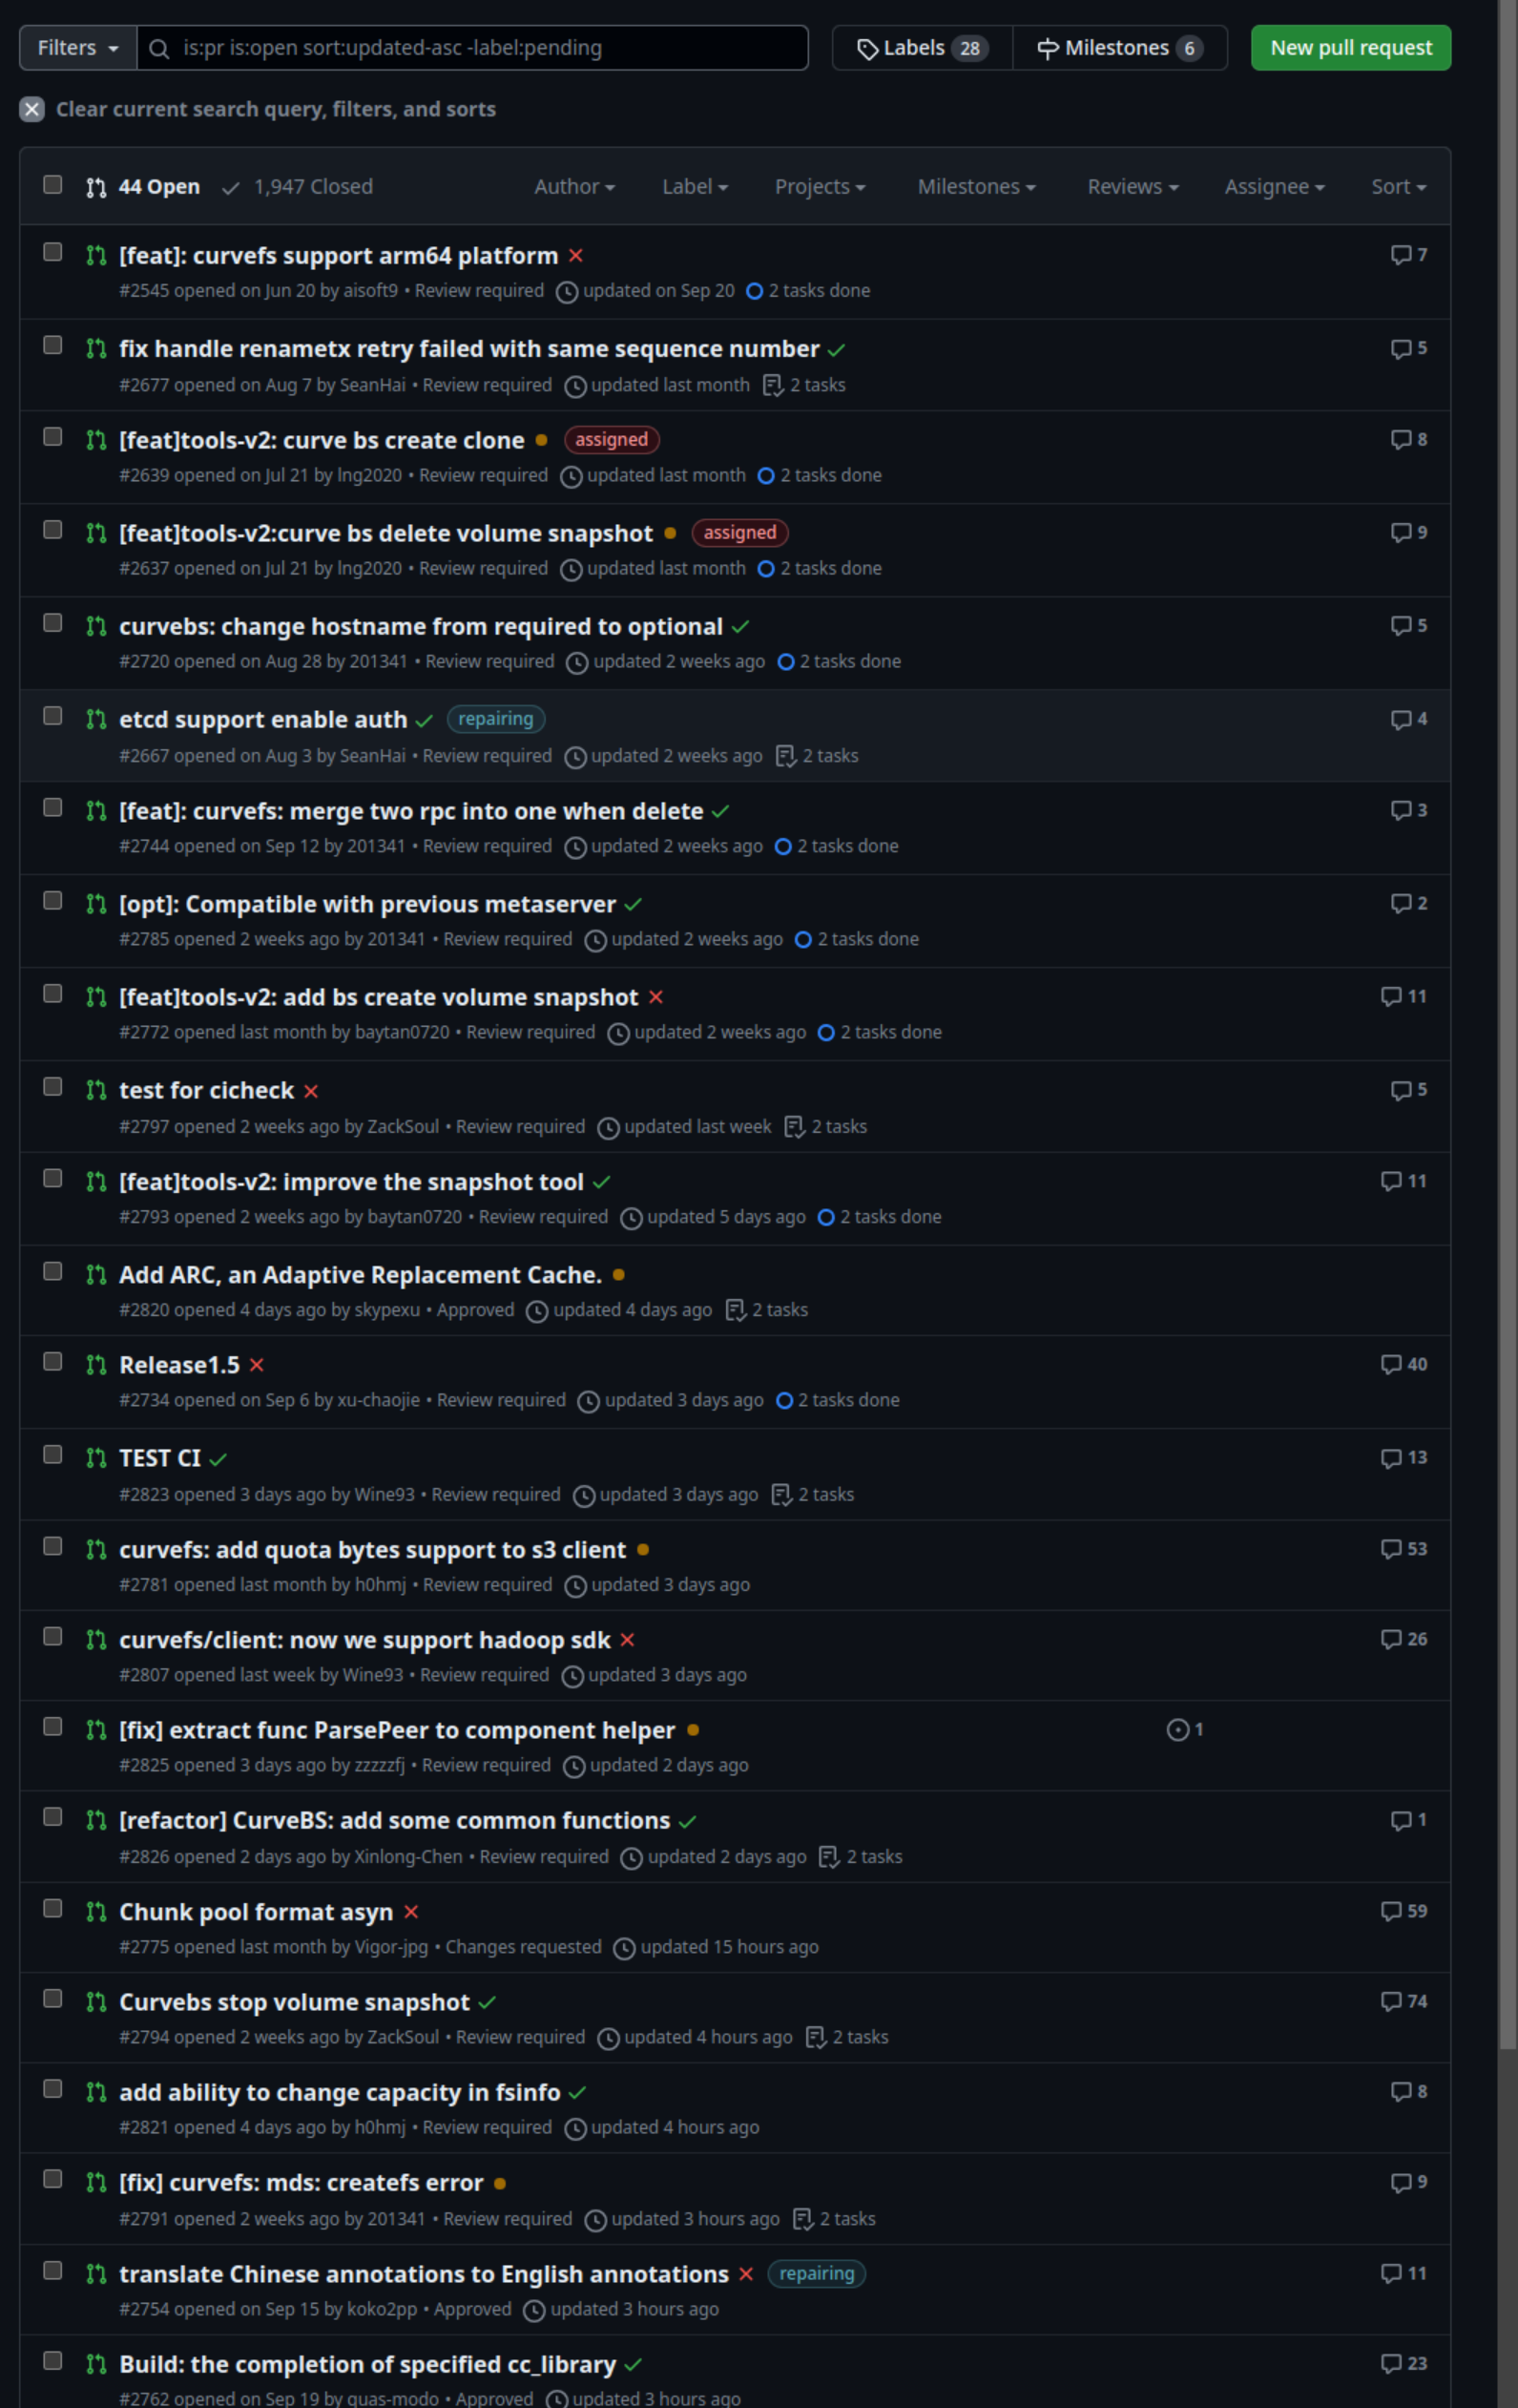 Filters is:pr is:open sort:updated-asc -label:pending Labels 28 Milestones 6 New pull request
Clear current search query, filters, and sorts
44 Open 1,947 Closed Author Label Projects Milestones Reviews Assignee Sort
[feat]: curvefs support arm64 platform 7
#2545 opened on Jun 20 by aisoft9 • Review required updated on Sep 20 2 tasks done
fix handle renametx retry failed with same sequence number 5
#2677 opened on Aug 7 by SeanHai • Review required updated last month 2 tasks
[feat]tools-v2: curve bs create clone assigned 8
#2639 opened on Jul 21 by lng2020 • Review required updated last month 2 tasks done
[feat]tools-v2:curve bs delete volume snapshot assigned 9
#2637 opened on Jul 21 by lng2020 • Review required updated last month 2 tasks done
curvebs: change hostname from required to optional 5
#2720 opened on Aug 28 by 201341 • Review required updated 2 weeks ago 2 tasks done
etcd support enable auth repairing 4
#2667 opened on Aug 3 by SeanHai • Review required updated 2 weeks ago 2 tasks
[feat]: curvefs: merge two rpc into one when delete 3
#2744 opened on Sep 12 by 201341 • Review required updated 2 weeks ago 2 tasks done
[opt]: Compatible with previous metaserver 2
#2785 opened 2 weeks ago by 201341 • Review required updated 2 weeks ago 2 tasks done
[feat]tools-v2: add bs create volume snapshot 11
#2772 opened last month by baytan0720 • Review required updated 2 weeks ago 2 tasks done
test for cicheck 5
#2797 opened 2 weeks ago by ZackSoul • Review required updated last week 2 tasks
[feat]tools-v2: improve the snapshot tool 11
#2793 opened 2 weeks ago by baytan0720 • Review required updated 5 days ago 2 tasks done
Add ARC, an Adaptive Replacement Cache.
#2820 opened 4 days ago by skypexu • Approved updated 4 days ago 2 tasks
Release1.5 40
#2734 opened on Sep 6 by xu-chaojie • Review required updated 3 days ago 2 tasks done
TEST CI 13
#2823 opened 3 days ago by Wine93 • Review required updated 3 days ago 2 tasks
curvefs: add quota bytes support to s3 client 53
#2781 opened last month by h0hmj • Review required updated 3 days ago
curvefs/client: now we support hadoop sdk 26
#2807 opened last week by Wine93 • Review required updated 3 days ago
[fix] extract func ParsePeer to component helper 1
#2825 opened 3 days ago by zzzzzfj • Review required updated 2 days ago
[refactor] CurveBS: add some common functions 1
#2826 opened 2 days ago by Xinlong-Chen • Review required updated 2 days ago 2 tasks
Chunk pool format asyn 59
#2775 opened last month by Vigor-jpg • Changes requested updated 15 hours ago
Curvebs stop volume snapshot 74
#2794 opened 2 weeks ago by ZackSoul • Review required updated 4 hours ago 2 tasks
add ability to change capacity in fsinfo 8
#2821 opened 4 days ago by h0hmj • Review required updated 4 hours ago
[fix] curvefs: mds: createfs error 9
#2791 opened 2 weeks ago by 201341 • Review required updated 3 hours ago 2 tasks
translate Chinese annotations to English annotations repairing 11
#2754 opened on Sep 15 by koko2pp • Approved updated 3 hours ago
Build: the completion of specified cc_library 23
#2762 opened on Sep 19 by quas-modo • Approved updated 3 hours ago